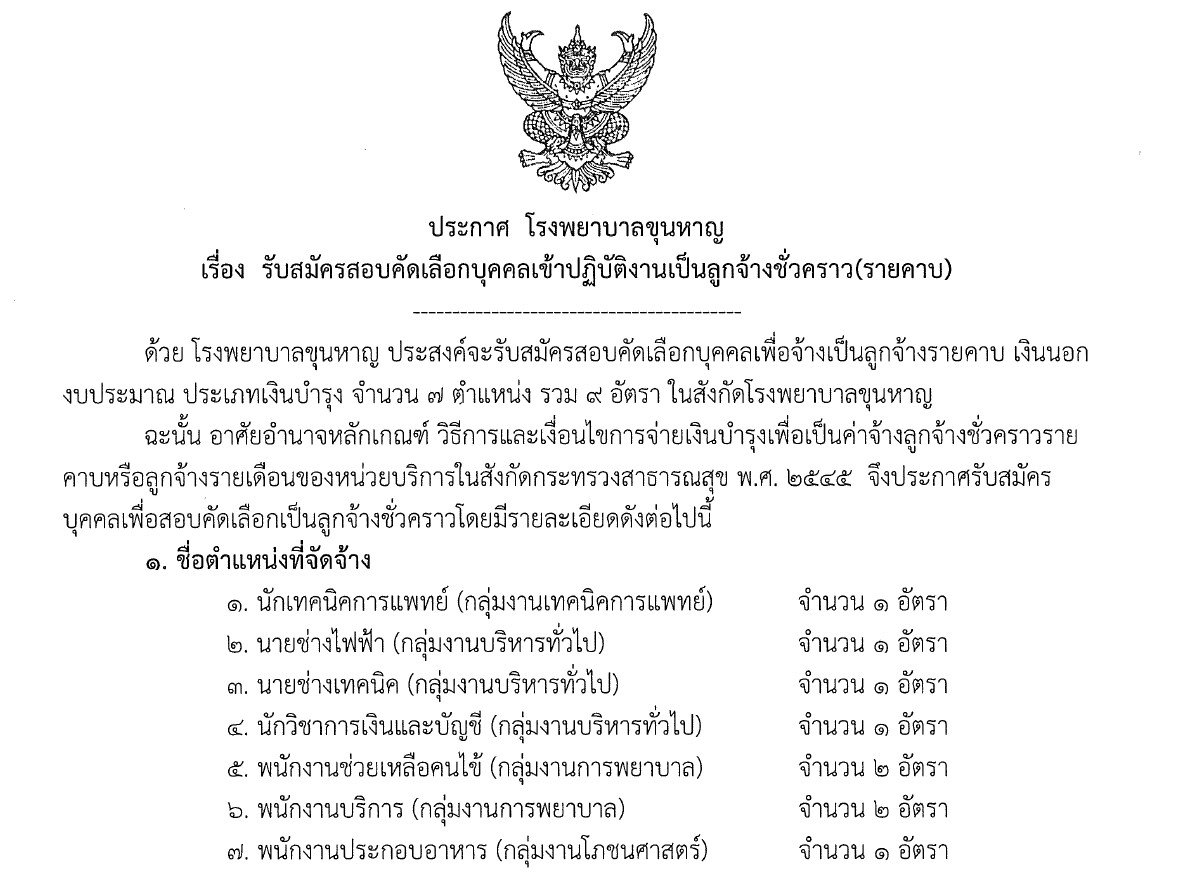 ประกาศ โรงพยาบาลขุนหาญ
เรื่อง รับสมัครสอบคัดเลือกบุคคลเข้าปฏิบัติงานเป็นลูกจ้างชั่วคราว(รายคาบ)
-----------------------------------------
ด้วย โรงพยาบาลขุนหาญ ประสงค์จะรับสมัครสอบคัดเลือกบุคคลเพื่อจ้างเป็นลูกจ้างรายคาบ เงินนอก
งบประมาณ ประเภทเงินบำรุง จำนวน ๗ ตำแหน่ง รวม ๙ อัตรา ในสังกัดโรงพยาบาลขุนหาญ
ฉะนั้น อาศัยอำนาจหลักเกณฑ์ วิธีการและเงื่อนไขการจ่ายเงินบำรุงเพื่อเป็นค่าจ้างลูกจ้างชั่วคราวราย
คาบหรือลูกจ้างรายเดือนของหน่วยบริการในสังกัดกระทรวงสาธารณสุข พ.ศ. ๒๕๔๕ จึงประกาศรับสมัคร
บุคคลเพื่อสอบคัดเลือกเป็นลูกจ้างชั่วคราวโดยมีรายละเอียดดังต่อไปนี้
๑. ชื่อตำแหน่งที่จัดจ้าง
๑. นักเทคนิคการแพทย์ (กลุ่มงานเทคนิคการแพทย์) จำนวน ๑ อัตรา
๒. นายช่างไฟฟ้า (กลุ่มงานบริหารทั่วไป) จำนวน ๑ อัตรา
๓. นายช่างเทคนิค (กลุ่มงานบริหารทั่วไป) จำนวน ๑ อัตรา
๔. นักวิชาการเงินและบัญชี (กลุ่มงานบริหารทั่วไป) จำนวน ๑ อัตรา
๕. พนักงานช่วยเหลือคนไข้ (กลุ่มงานการพยาบาล) จำนวน ๒ อัตรา
๖. พนักงานบริการ (กลุ่มงานการพยาบาล) จำนวน ๒ อัตรา
๗. พนักงานประกอบอาหาร (กลุ่มงานโภชนศาสตร์) จำนวน ๑ อัตรา